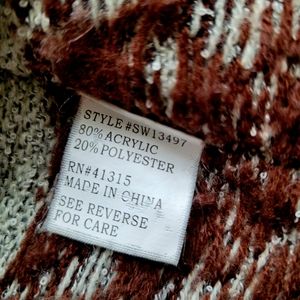 STYLE #SW13497
80% ACRYLIC
20% POLYESTER
RN#41315
MADE IN CHINA
SEE REVERSE
FOR CARE